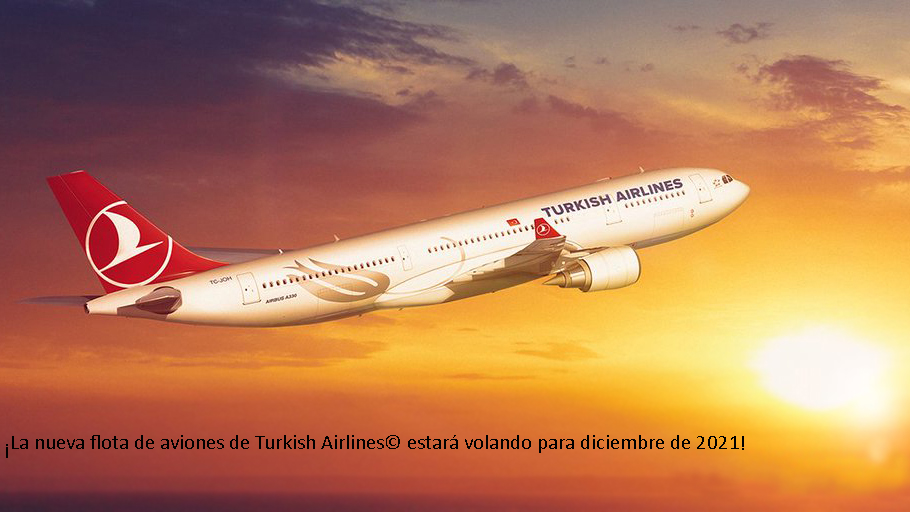 TURKISH AIRLINES
TC-JOH
AIRBUS A330
¡La nueva flota de aviones de Turkish Airlines© estará volando para diciembre de 2021!